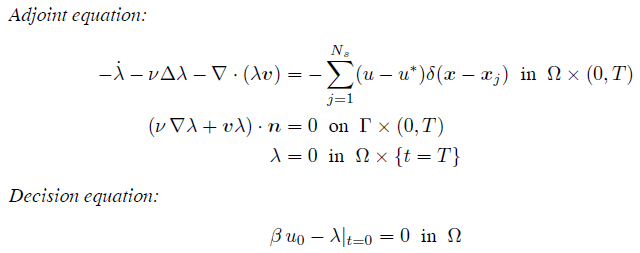 Adjoint equation:
−λ̇ − νΔλ − ∇ · (λv) = − ∑_{j=1}^{N_s} (u − u*)δ(x − x_j) in Ω × (0, T)
(ν∇λ + vλ) · n = 0 on Γ × (0, T)
λ = 0 in Ω × {t = T}
Decision equation:
β u₀ − λ|_{t=0} = 0 in Ω